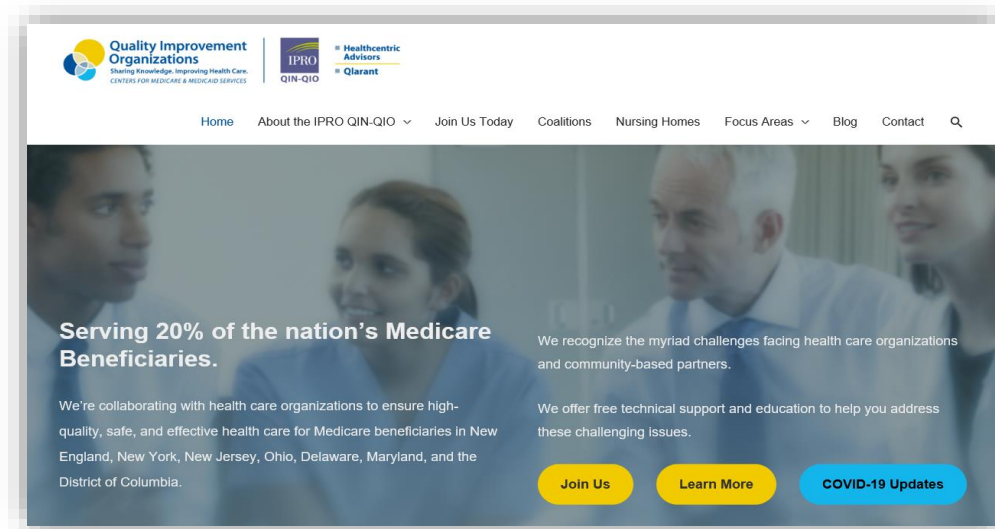 Quality Improvement
Organizations
Sharing Knowledge. Improving Health Care.
CENTERS FOR MEDICARE & MEDICAID SERVICES
IPRO
QIN-QIO
Healthcentric
Advisors
Qlarant
Home About the IPRO QIN-QIO Join Us Today Coalitions Nursing Homes Focus Areas Blog Contact
Serving 20% of the nation's Medicare
Beneficiaries.
We're collaborating with health care organizations to ensure high-
quality, safe, and effective health care for Medicare beneficiaries in New
England, New York, New Jersey, Ohio, Delaware, Maryland, and the
District of Columbia.
We recognize the myriad challenges facing health care organizations
and community-based partners.
We offer free technical support and education to help you address
these challenging issues.
Join Us Learn More COVID-19 Updates